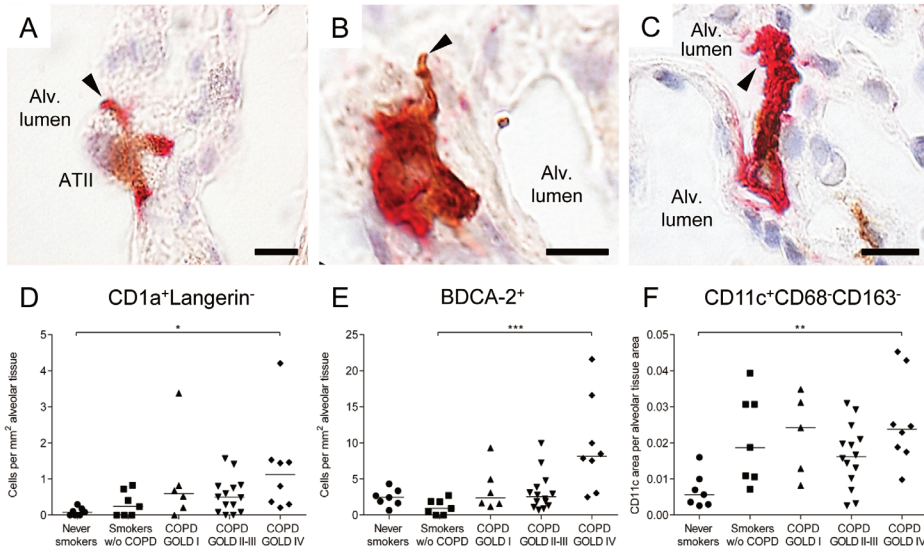 A
Alv.
lumen
ATII
B
Alv.
lumen
C
Alv.
lumen
Alv.
lumen
D
CD1a⁺Langerin⁻
*
Cells per mm² alveolar tissue
5
4
3
2
1
0
Never
smokers
Smokers
w/o COPD
COPD
GOLD I
COPD
GOLD II-III
COPD
GOLD IV
E
BDCA-2⁺
***
Cells per mm² alveolar tissue
25
20
15
10
5
0
Never
smokers
Smokers
w/o COPD
COPD
GOLD I
COPD
GOLD II-III
COPD
GOLD IV
F
CD11c⁺CD68⁻CD163⁻
**
CD11c area per alveolar tissue area
0.05
0.04
0.03
0.02
0.01
0.00
Never
smokers
Smokers
w/o COPD
COPD
GOLD I
COPD
GOLD II-III
COPD
GOLD IV